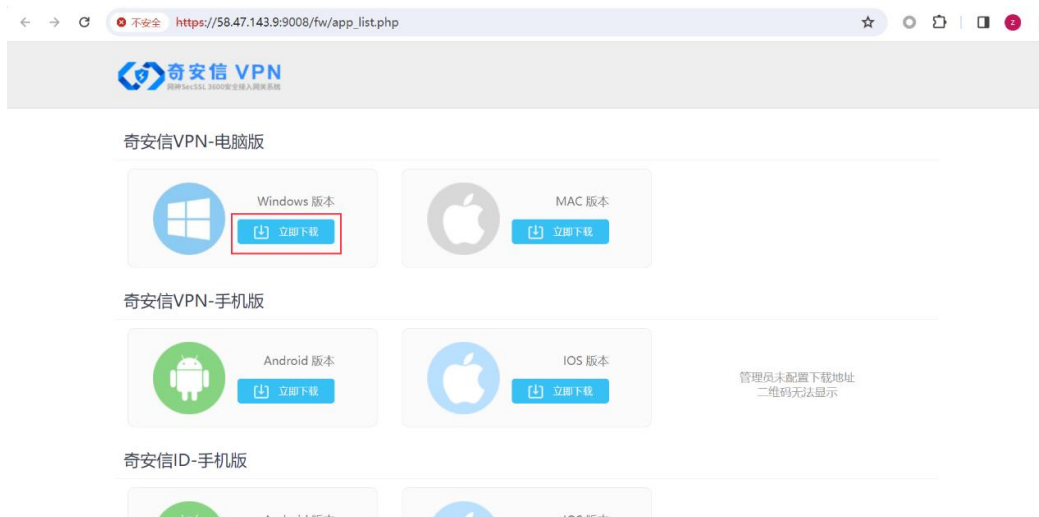 不安全 https://58.47.143.9:9008/fw/app_list.php
z
奇安信 VPN
网神SecSSL 3600安全接入网关系统
奇安信VPN-电脑版
Windows 版本
立即下载
MAC 版本
立即下载
奇安信VPN-手机版
Android 版本
立即下载
IOS 版本
立即下载
管理员未配置下载地址
二维码无法显示
奇安信ID-手机版